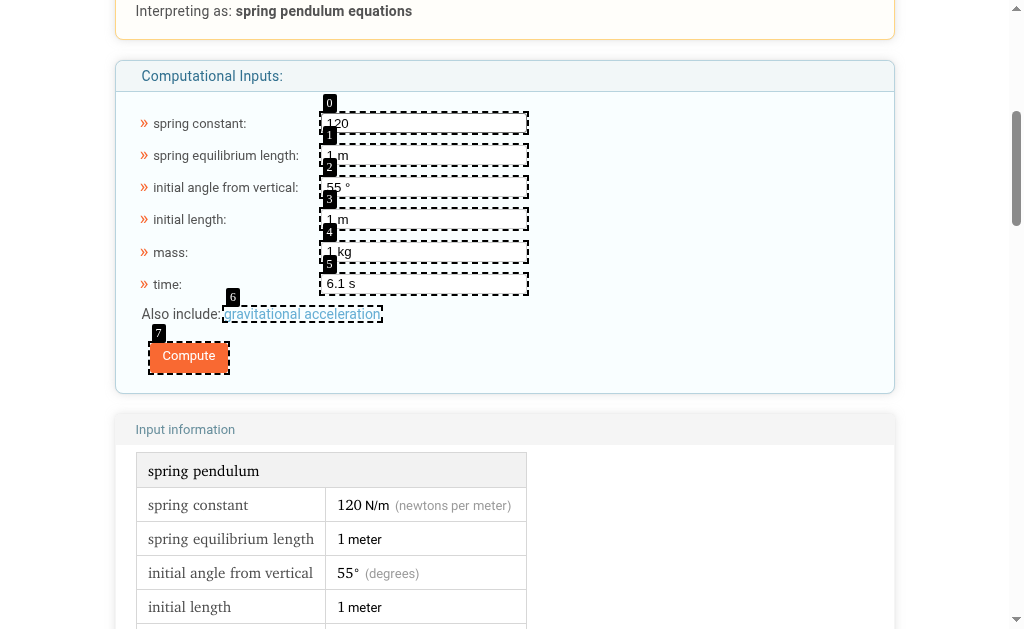 Interpreting as: spring pendulum equations
Computational Inputs:
0
» spring constant: 120
1
» spring equilibrium length: 1 m
2
» initial angle from vertical: 55 °
3
» initial length: 1 m
4
» mass: 1 kg
5
» time: 6.1 s
6
Also include: gravitational acceleration
7
Compute
Input information
spring pendulum
spring constant 120 N/m (newtons per meter)
spring equilibrium length 1 meter
initial angle from vertical 55° (degrees)
initial length 1 meter